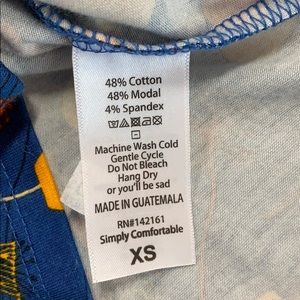 48% Cotton
48% Modal
4% Spandex
Machine Wash Cold
Gentle Cycle
Do Not Bleach
Hang Dry
or you'll be sad
MADE IN GUATEMALA
RN#142161
Simply Comfortable
XS